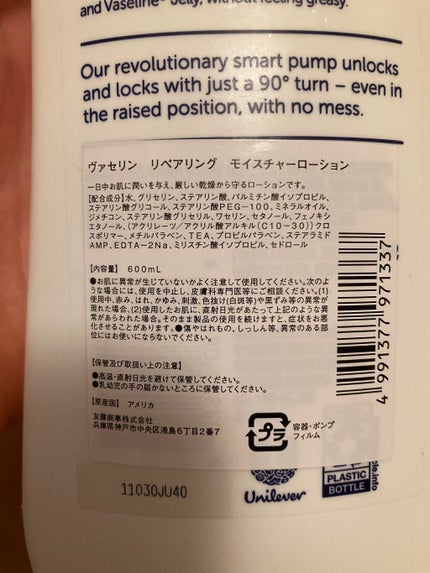 and Vaseline® Jelly, without feeling greasy.
Our revolutionary smart pump unlocks
and locks with just a 90° turn – even in
the raised position, with no mess.
ヴァセリン リペアリング モイスチャーローション
一日中お肌に潤いを与え、厳しい乾燥から守るローションです。
【配合成分】水、グリセリン、ステアリン酸、パルミチン酸イソプロピル、
ステアリン酸グリコール、ステアリン酸PEG-100、ミネラルオイル、
ジメチコン、ステアリン酸グリセリル、ワセリン、セタノール、フェノキシ
エタノール、(アクリレーツ/アクリル酸アルキル(C10-30))クロ
スポリマー、メチルパラベン、TEA、プロピルパラベン、ステアラミド
AMP、EDTA-2Na、ミリスチン酸イソプロピル、セドロール
【内容量】 600mL
●お肌に異常が生じていないかよく注意して使用してください。次のよ
うな場合には、使用を中止し、皮膚科専門医等にご相談ください。(1)
使用中、赤み、はれ、かゆみ、刺激、色抜け(白斑等)や黒ずみ等の異常が
現れた場合、(2)使用したお肌に、直射日光があたって上記のような異
常があらわれた場合。そのまま製品の使用を続けますと、症状を悪
化させることがあります。●傷やはれもの、しっしん等、異常のある部
位にはお使いにならないでください。
【保管及び取扱い上の注意】
●高温・直射日光を避けて保管してください。
●乳幼児の手の届かないところに保管してください。
【原産国】 アメリカ
友藤商事株式会社
兵庫県神戸市中央区港島6丁目2番7
プラ
容器・ポンプ
フィルム
4 991377 971337
11030JU40
Unilever
PLASTIC
BOTTLE